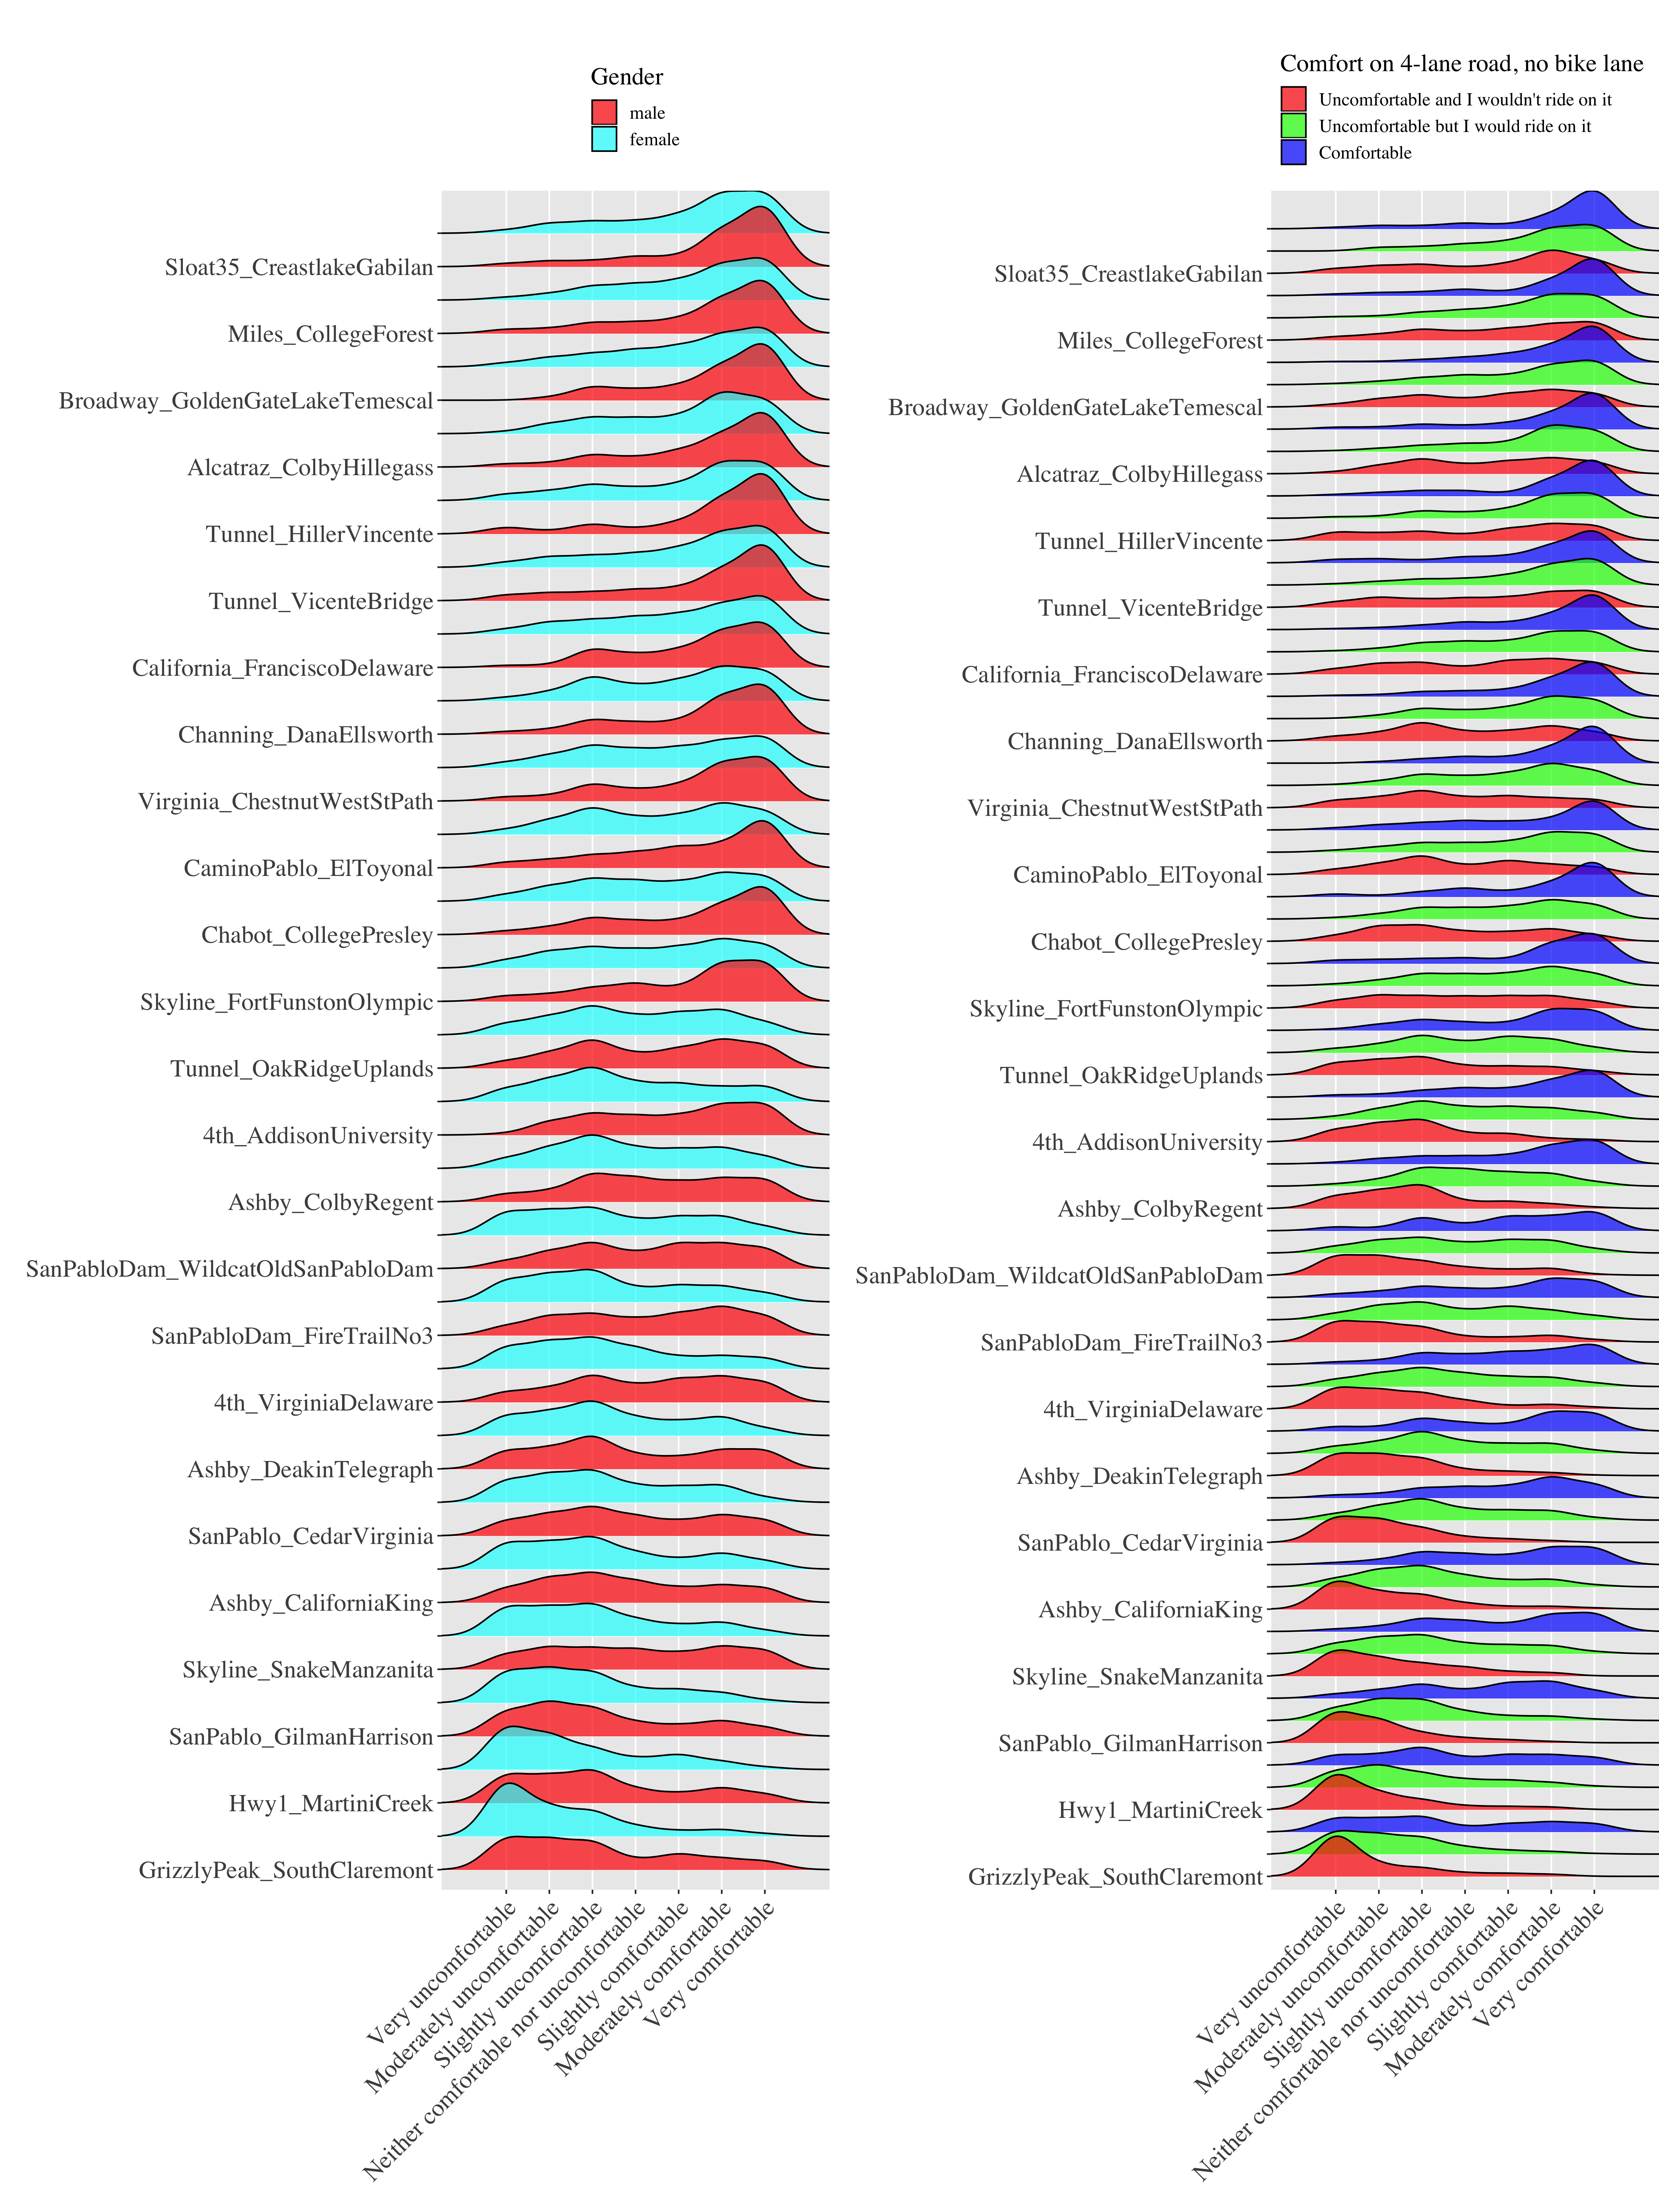 Gender
male
female
Sloat35_CreastlakeGabilan
Miles_CollegeForest
Broadway_GoldenGateLakeTemescal
Alcatraz_ColbyHillegass
Tunnel_HillerVincente
Tunnel_VicenteBridge
California_FranciscoDelaware
Channing_DanaEllsworth
Virginia_ChestnutWestStPath
CaminoPablo_ElToyonal
Chabot_CollegePresley
Skyline_FortFunstonOlympic
Tunnel_OakRidgeUplands
4th_AddisonUniversity
Ashby_ColbyRegent
SanPabloDam_WildcatOldSanPabloDam
SanPabloDam_FireTrailNo3
4th_VirginiaDelaware
Ashby_DeakinTelegraph
SanPablo_CedarVirginia
Ashby_CaliforniaKing
Skyline_SnakeManzanita
SanPablo_GilmanHarrison
Hwy1_MartiniCreek
GrizzlyPeak_SouthClaremont
Very uncomfortable
Moderately uncomfortable
Slightly uncomfortable
Neither comfortable nor uncomfortable
Slightly comfortable
Moderately comfortable
Very comfortable
Comfort on 4-lane road, no bike lane
Uncomfortable and I wouldn't ride on it
Uncomfortable but I would ride on it
Comfortable
Sloat35_CreastlakeGabilan
Miles_CollegeForest
Broadway_GoldenGateLakeTemescal
Alcatraz_ColbyHillegass
Tunnel_HillerVincente
Tunnel_VicenteBridge
California_FranciscoDelaware
Channing_DanaEllsworth
Virginia_ChestnutWestStPath
CaminoPablo_ElToyonal
Chabot_CollegePresley
Skyline_FortFunstonOlympic
Tunnel_OakRidgeUplands
4th_AddisonUniversity
Ashby_ColbyRegent
SanPabloDam_WildcatOldSanPabloDam
SanPabloDam_FireTrailNo3
4th_VirginiaDelaware
Ashby_DeakinTelegraph
SanPablo_CedarVirginia
Ashby_CaliforniaKing
Skyline_SnakeManzanita
SanPablo_GilmanHarrison
Hwy1_MartiniCreek
GrizzlyPeak_SouthClaremont
Very uncomfortable
Moderately uncomfortable
Slightly uncomfortable
Neither comfortable nor uncomfortable
Slightly comfortable
Moderately comfortable
Very comfortable